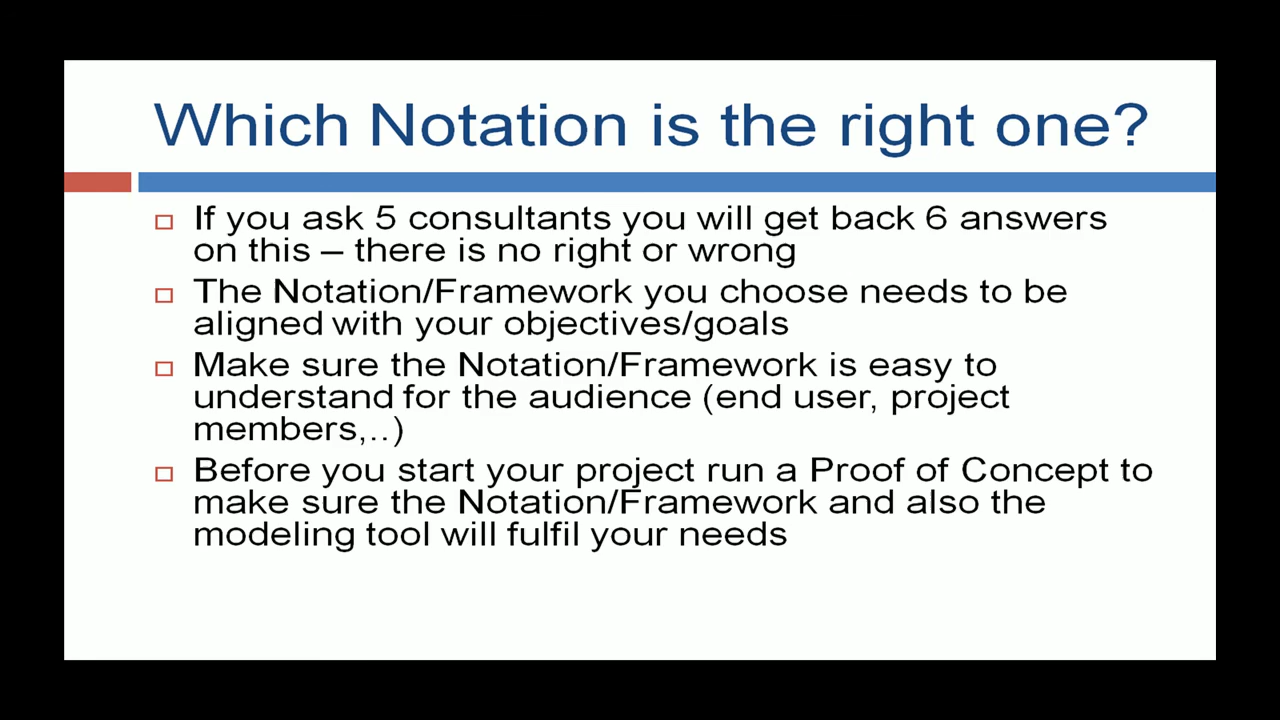 Which Notation is the right one?
If you ask 5 consultants you will get back 6 answers
on this – there is no right or wrong
The Notation/Framework you choose needs to be
aligned with your objectives/goals
Make sure the Notation/Framework is easy to
understand for the audience (end user, project
members,..)
Before you start your project run a Proof of Concept to
make sure the Notation/Framework and also the
modeling tool will fulfil your needs